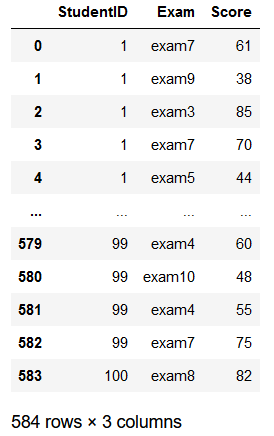 StudentID Exam Score
0 1 exam7 61
1 1 exam9 38
2 1 exam3 85
3 1 exam7 70
4 1 exam5 44
... ... ... ...
579 99 exam4 60
580 99 exam10 48
581 99 exam4 55
582 99 exam7 75
583 100 exam8 82
584 rows × 3 columns